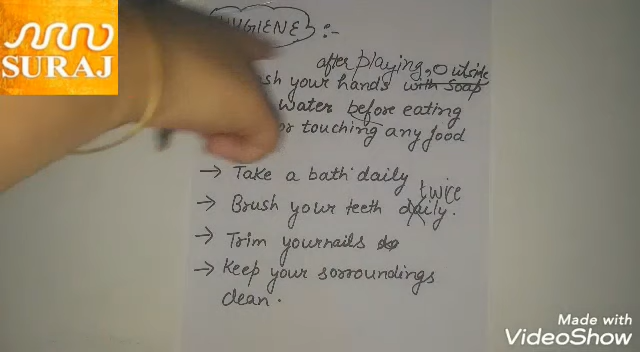 SURAJ
HYGIENE :-
after playing, outside
your hands with soap
water before eating
or touching any food
→ Take a bath daily
twice
→ Brush your teeth daily.
→ Trim your nails
→ Keep your sorroundings
clean.
Made with
VideoShow